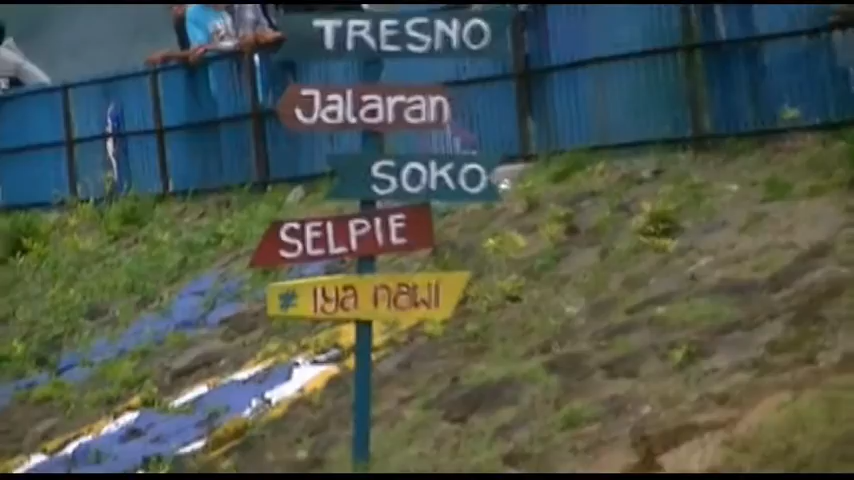 TRESNO
Jalaran
SOKO
SELPIE
# iya nawi